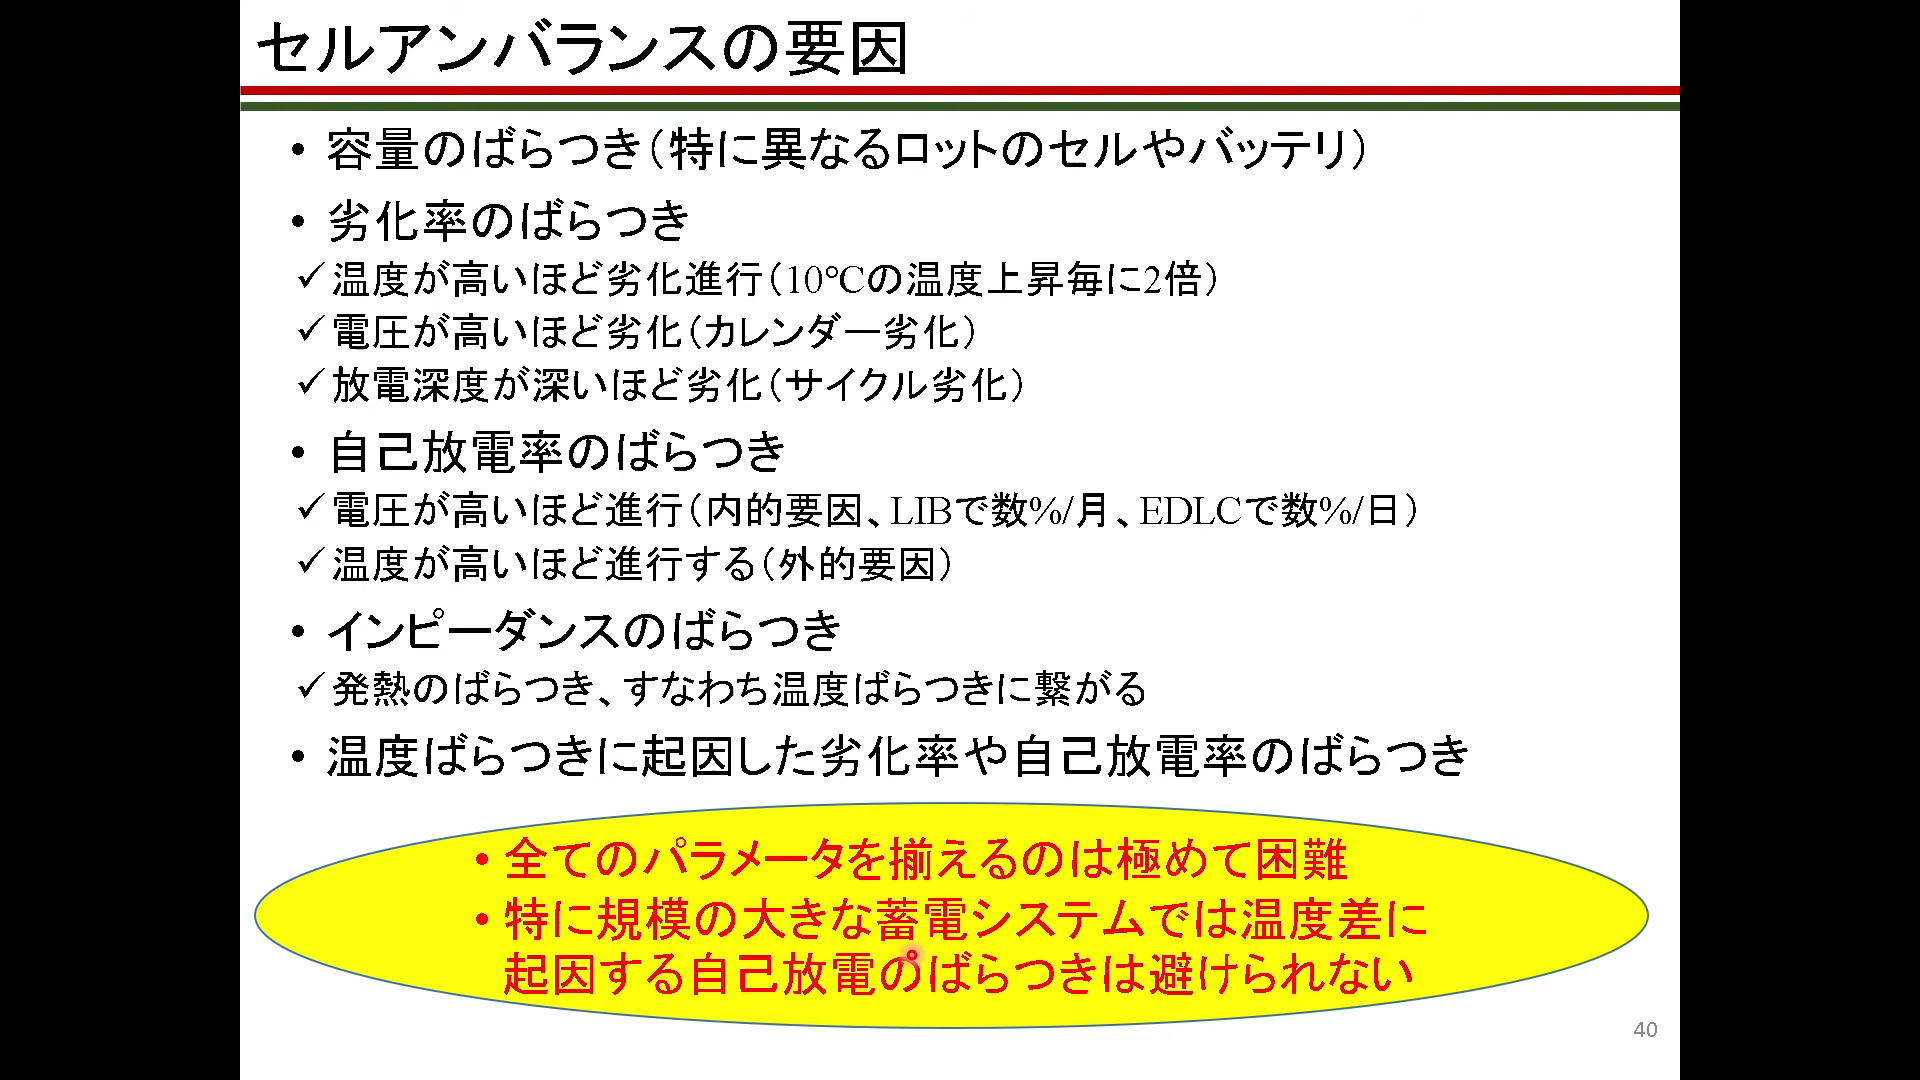 セルアンバランスの要因
• 容量のばらつき（特に異なるロットのセルやバッテリ）
• 劣化率のばらつき
✓温度が高いほど劣化進行（10℃の温度上昇毎に2倍）
✓電圧が高いほど劣化（カレンダー劣化）
✓放電深度が深いほど劣化（サイクル劣化）
• 自己放電率のばらつき
✓電圧が高いほど進行（内的要因、LIBで数%/月、EDLCで数%/日）
✓温度が高いほど進行する（外的要因）
• インピーダンスのばらつき
✓発熱のばらつき、すなわち温度ばらつきに繋がる
• 温度ばらつきに起因した劣化率や自己放電率のばらつき
• 全てのパラメータを揃えるのは極めて困難
• 特に規模の大きな蓄電システムでは温度差に
起因する自己放電のばらつきは避けられない
40